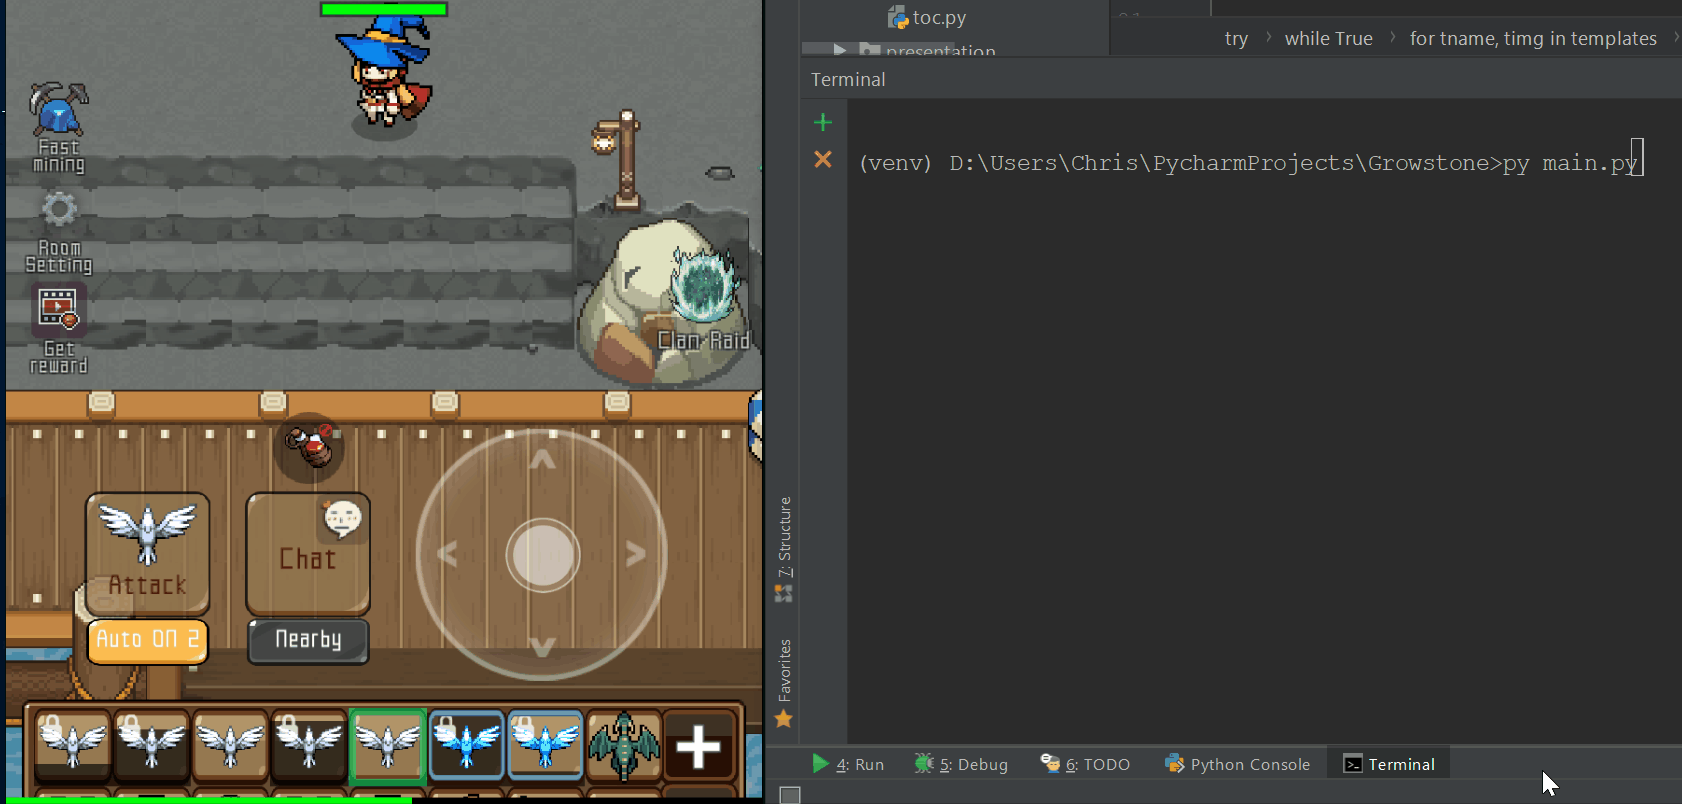 Fast
mining
Room
Setting
Get
reward
Clan Raid
Attack
Chat
Auto ON 2
Nearby
toc.py
presentation
try
while True
for tname, timg in templates
Terminal
(venv) D:\Users\Chris\PycharmProjects\Growstone>py main.py
7: Structure
Favorites
4: Run
5: Debug
6: TODO
Python Console
Terminal